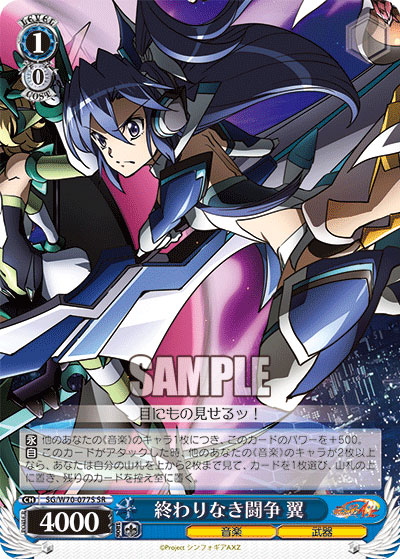 LEVEL
1
0
COST
SAMPLE
目にもの見せるッ!
永 他のあなたの《音楽》のキャラ1枚につき、このカードのパワーを+500。
自 このカードがアタックした時、他のあなたの《音楽》のキャラが2枚以上
なら、あなたは自分の山札を上から2枚まで見て、カードを1枚選び、山札の上
に置き、残りのカードを控え室に置く。
CH SG/W70-077S SR
4000
終わりなき闘争 翼
音楽 武器
©Project シンフォギアAXZ